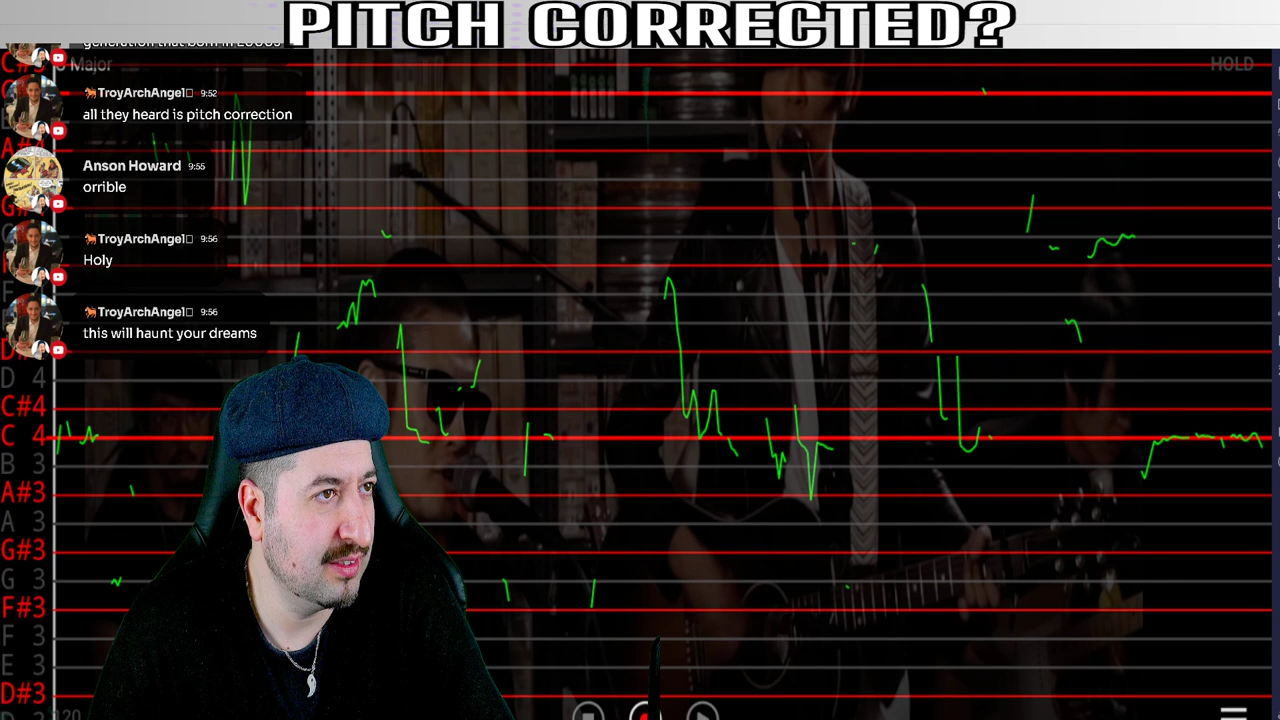 PITCH CORRECTED?
Major
HOLD
TroyArchAngel 9:52
all they heard is pitch correction
Anson Howard 9:55
orrible
TroyArchAngel 9:56
Holy
TroyArchAngel 9:56
this will haunt your dreams
D 4
C#4
C 4
B 3
A#3
A 3
G#3
G 3
F#3
F 3
E 3
D#3
120